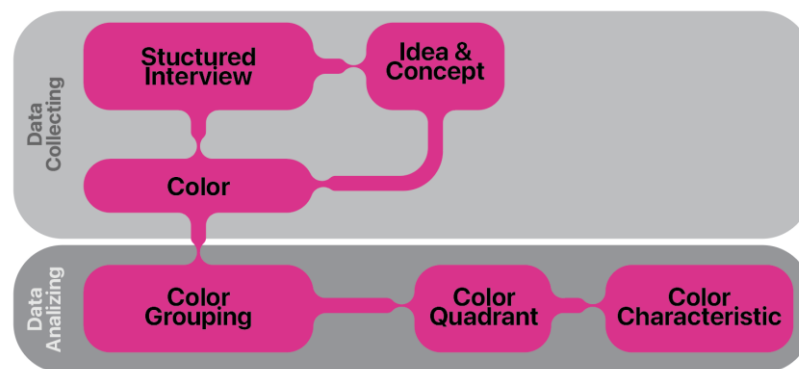 Data
Collecting
Stuctured
Interview
Idea &
Concept
Color
Data
Analizing
Color
Grouping
Color
Quadrant
Color
Characteristic